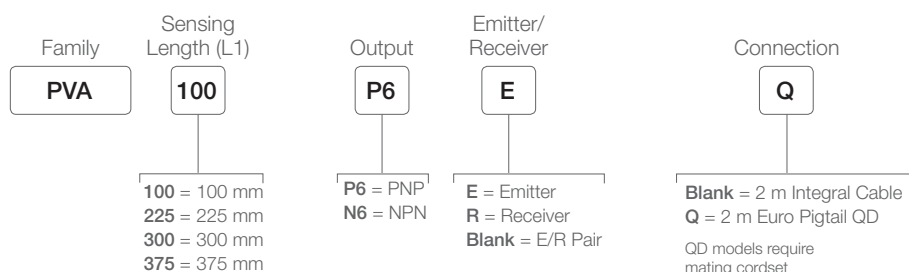 Family
Sensing
Length (L1)
Output
Emitter/
Receiver
Connection
PVA
100
P6
E
Q
100 = 100 mm
225 = 225 mm
300 = 300 mm
375 = 375 mm
P6 = PNP
N6 = NPN
E = Emitter
R = Receiver
Blank = E/R Pair
Blank = 2 m Integral Cable
Q = 2 m Euro Pigtail QD
QD models require
mating cordset